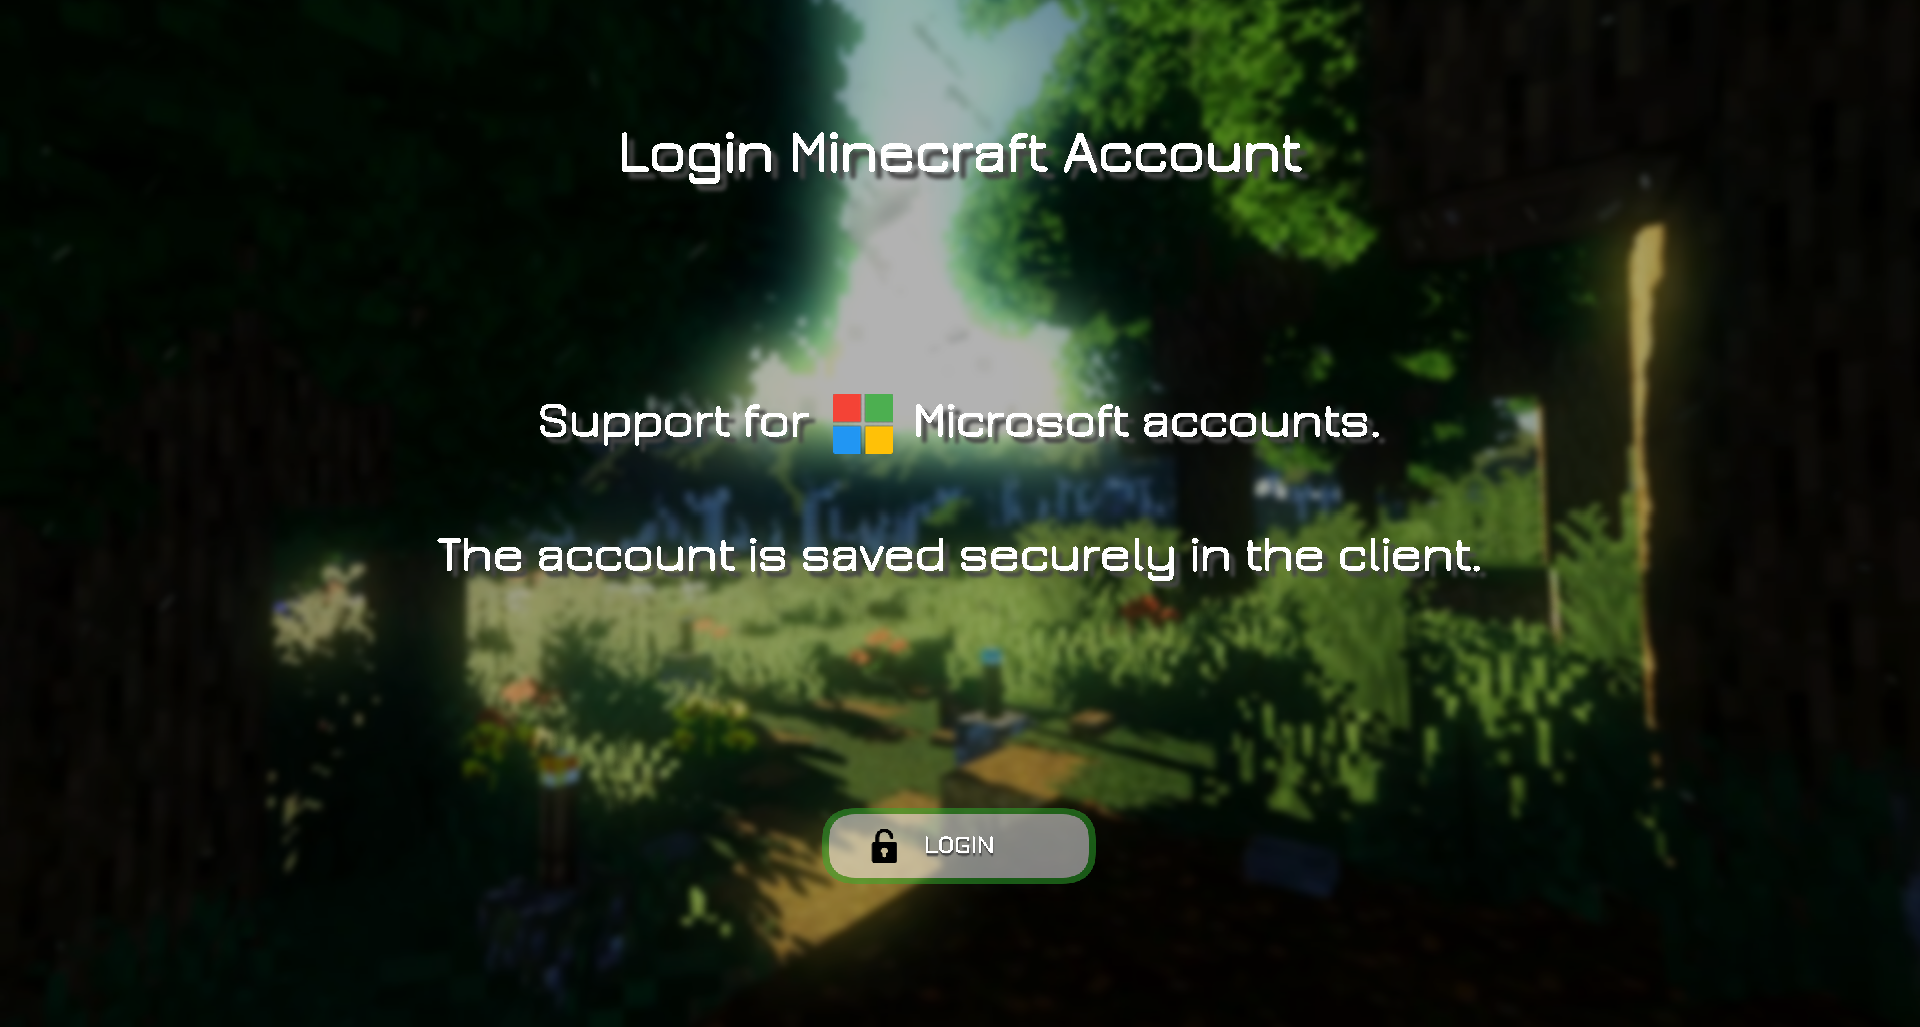 Login Minecraft Account
Support for Microsoft accounts.
The account is saved securely in the client.
LOGIN